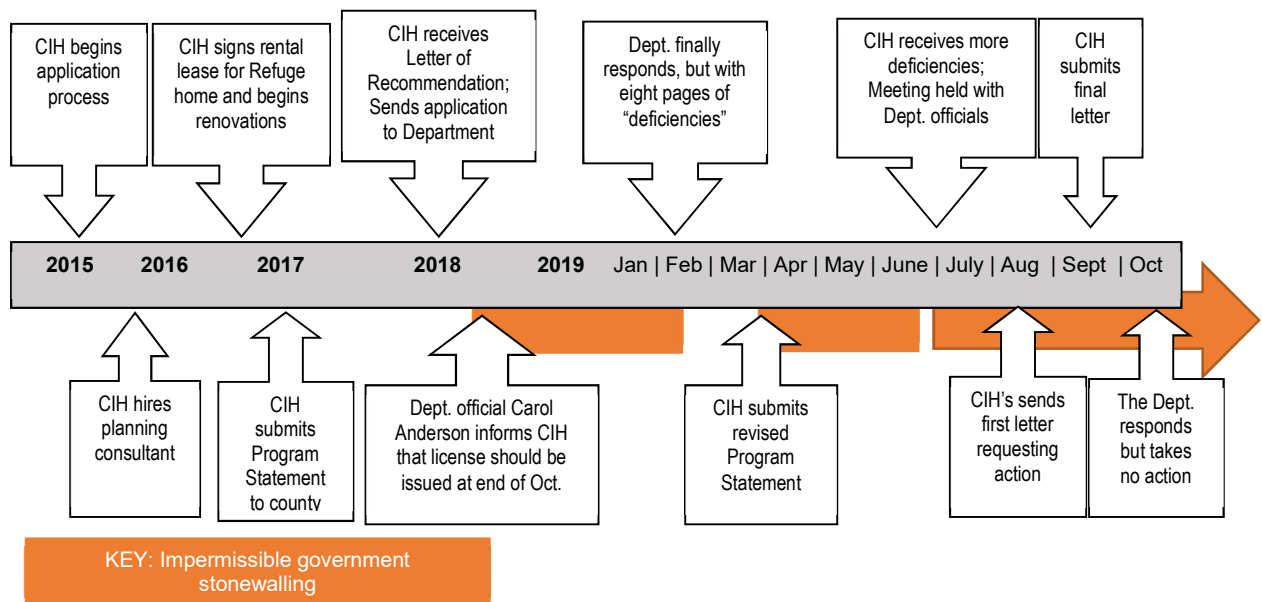 CIH begins
application
process
CIH signs rental
lease for Refuge
home and begins
renovations
CIH receives
Letter of
Recommendation;
Sends application
to Department
Dept. finally
responds, but with
eight pages of
“deficiencies”
CIH receives more
deficiencies;
Meeting held with
Dept. officials
CIH
submits
final
letter
2015 2016 2017 2018 2019 Jan | Feb | Mar | Apr | May | June | July | Aug | Sept | Oct
CIH hires
planning
consultant
CIH
submits
Program
Statement
to county
Dept. official Carol
Anderson informs CIH
that license should be
issued at end of Oct.
CIH submits
revised
Program
Statement
CIH’s sends
first letter
requesting
action
The Dept.
responds
but takes
no action
KEY: Impermissible government
stonewalling